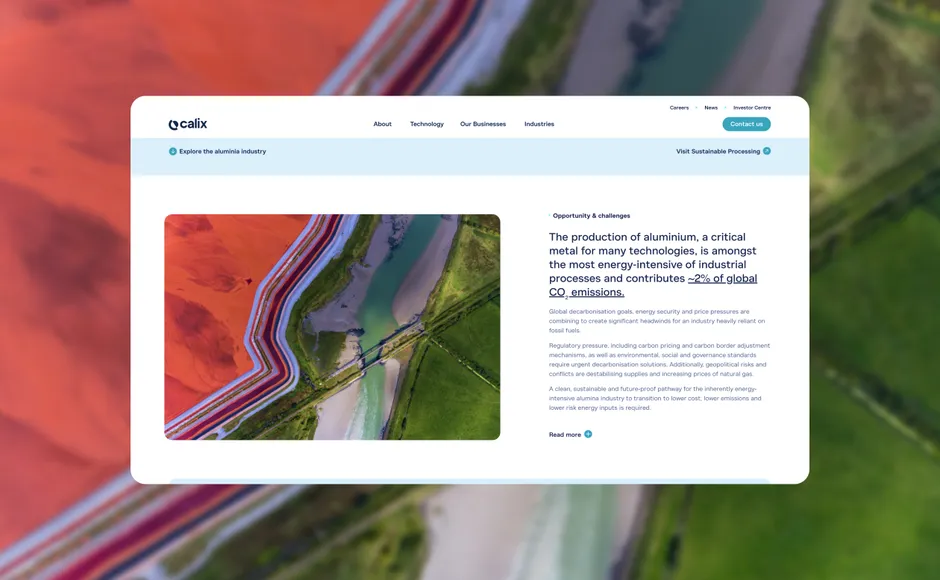 Careers News Investor Centre
calix About Technology Our Businesses Industries Contact us
Explore the aluminia industry Visit Sustainable Processing
Opportunity & challenges
The production of aluminium, a critical
metal for many technologies, is amongst
the most energy-intensive of industrial
processes and contributes ~2% of global
CO₂ emissions.
Global decarbonisation goals, energy security and price pressures are
combining to create significant headwinds for an industry heavily reliant on
fossil fuels.
Regulatory pressure, including carbon pricing and carbon border adjustment
mechanisms, as well as environmental, social and governance standards
require urgent decarbonisation solutions. Additionally, geopolitical risks and
conflicts are destabilising supplies and increasing prices of natural gas.
A clean, sustainable and future-proof pathway for the inherently energy-
intensive alumina industry to transition to lower cost, lower emissions and
lower risk energy inputs is required.
Read more